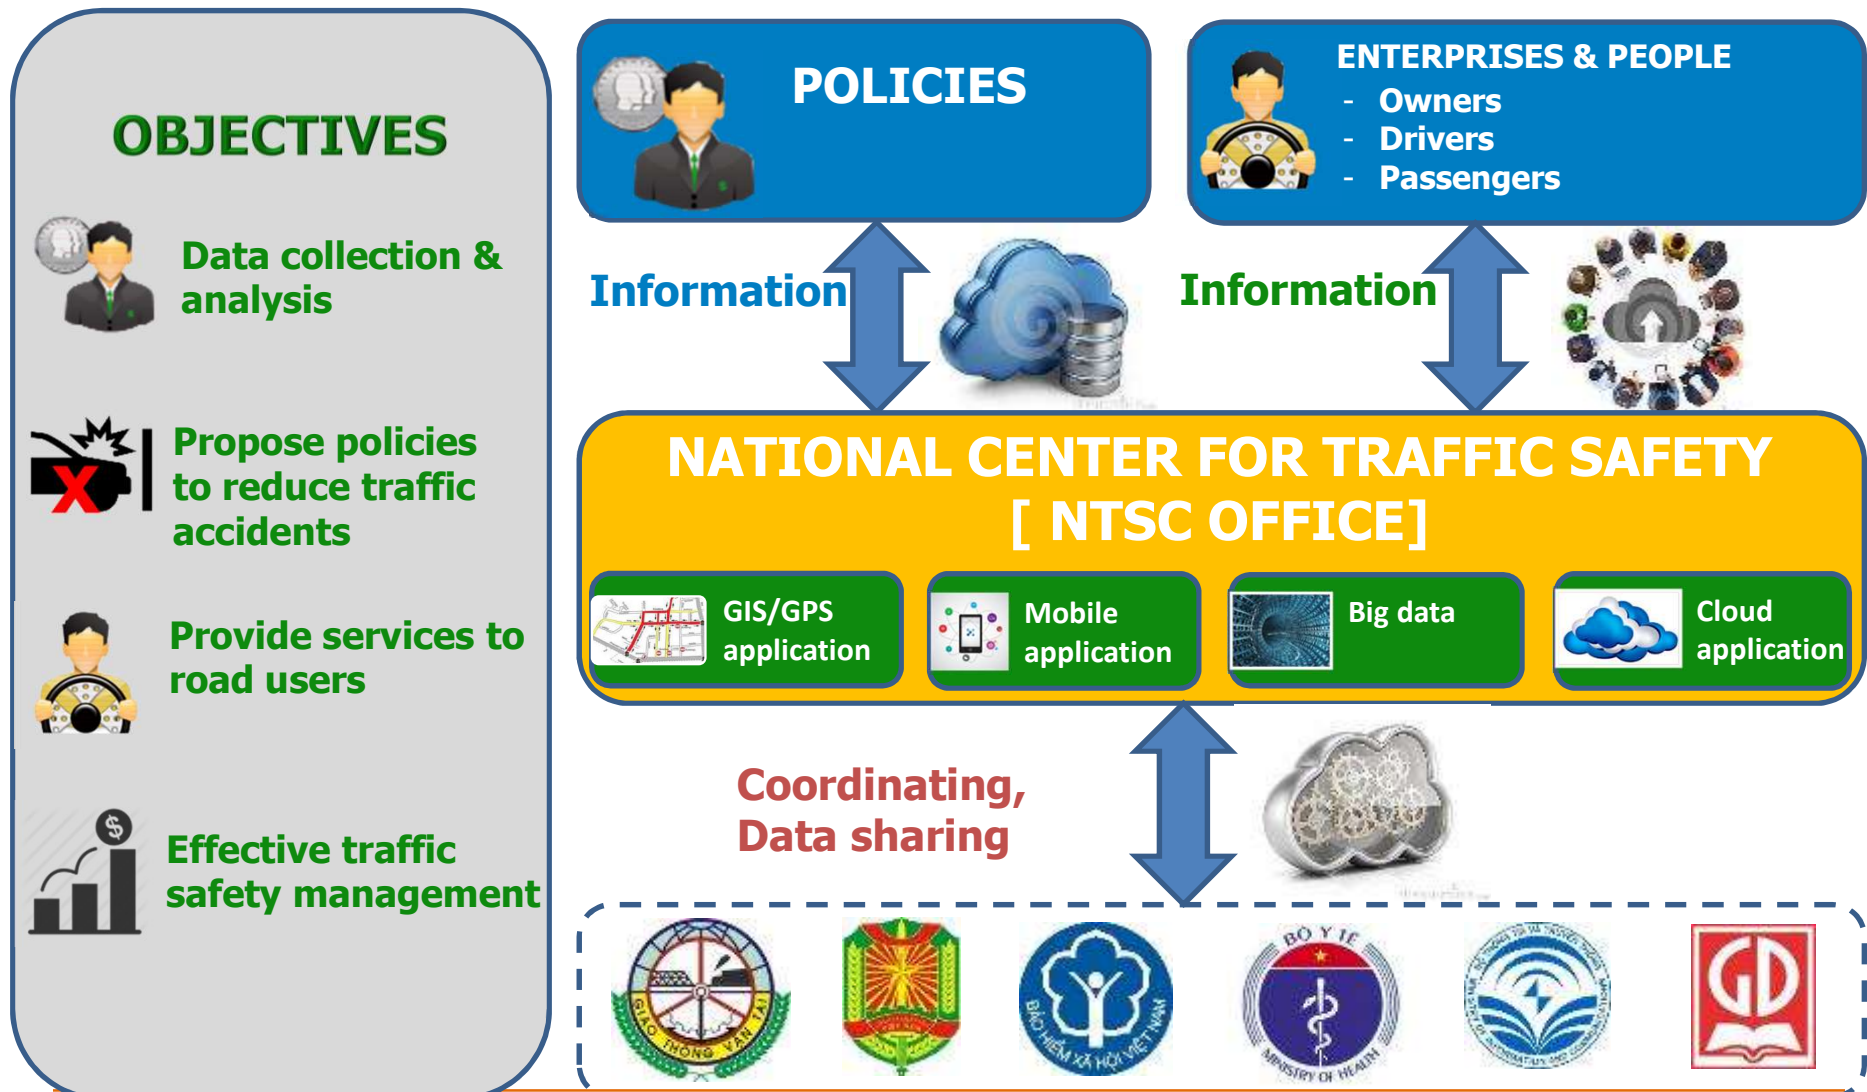 OBJECTIVES
Data collection &
analysis
Propose policies
to reduce traffic
accidents
Provide services to
road users
Effective traffic
safety management
POLICIES
ENTERPRISES & PEOPLE
- Owners
- Drivers
- Passengers
Information
Information
NATIONAL CENTER FOR TRAFFIC SAFETY
[ NTSC OFFICE]
GIS/GPS
application
Mobile
application
Big data
Cloud
application
Coordinating,
Data sharing
GIAO THÔNG VẬN TẢI
BẢO HIỂM XÃ HỘI VIỆT NAM
BỘ Y TẾ
MINISTRY OF HEALTH
GD